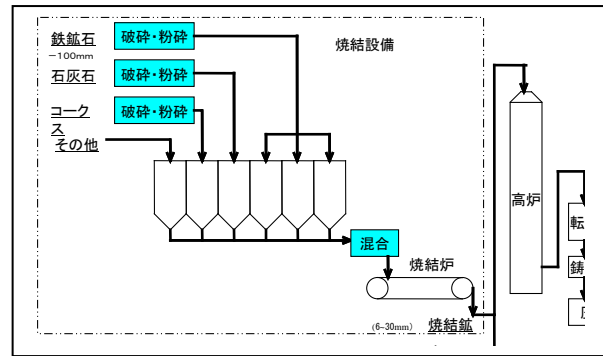 鉄鉱石
破砕・粉砕
焼結設備
-100mm
石灰石
破砕・粉砕
コーク
ス
破砕・粉砕
その他
高炉
転
混合
焼結炉
鋳
(6-30mm)
焼結鉱